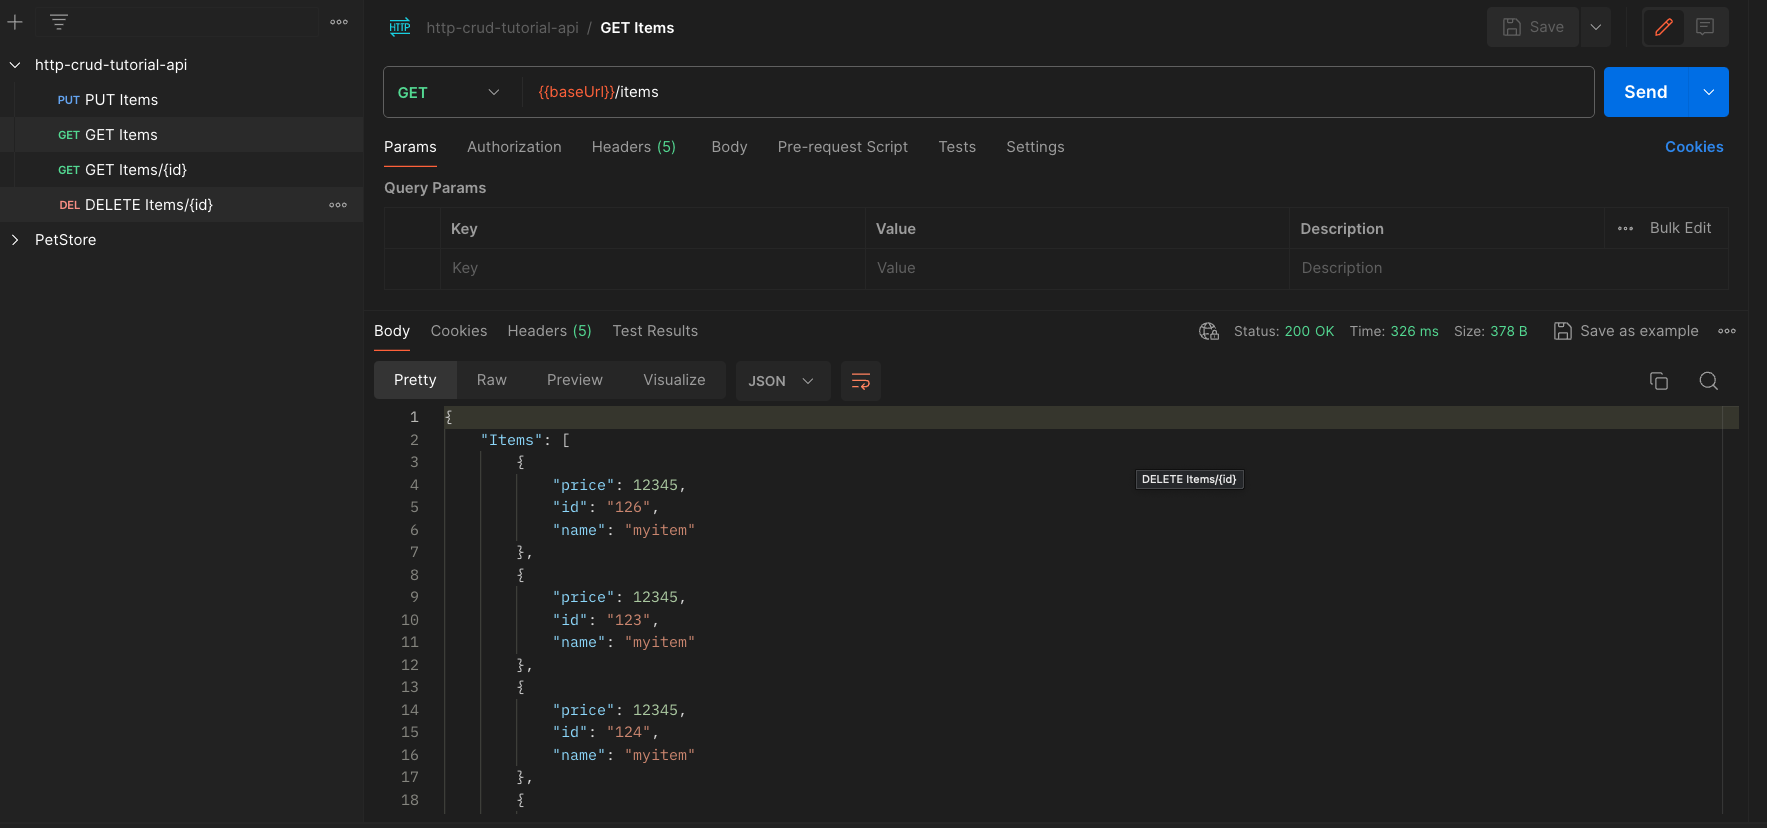 http-crud-tutorial-api / GET Items
Save
http-crud-tutorial-api
PUT PUT Items
GET GET Items
GET GET Items/{id}
DEL DELETE Items/{id}
PetStore
HTTP
GET {{baseUrl}}/items
Send
Params Authorization Headers (5) Body Pre-request Script Tests Settings
Cookies
Query Params
Key Value Description Bulk Edit
Key Value Description
Body Cookies Headers (5) Test Results
Status: 200 OK Time: 326 ms Size: 378 B
Save as example
Pretty Raw Preview Visualize JSON
1 {
2 "Items": [
3 {
4 "price": 12345,
5 "id": "126",
6 "name": "myitem"
7 },
8 {
9 "price": 12345,
10 "id": "123",
11 "name": "myitem"
12 },
13 {
14 "price": 12345,
15 "id": "124",
16 "name": "myitem"
17 },
18 {
DELETE Items/{id}